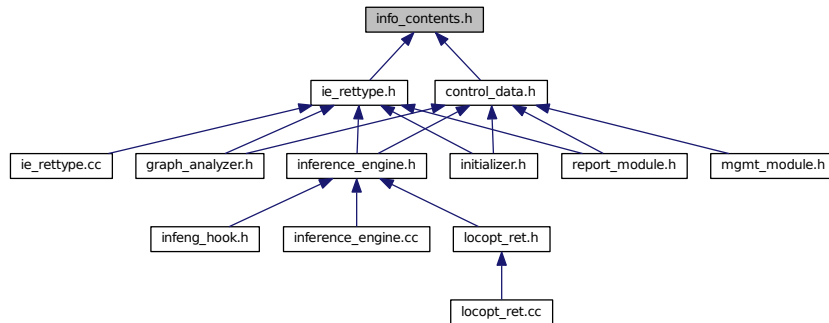 info_contents.h
ie_rettype.h
control_data.h
ie_rettype.cc
graph_analyzer.h
inference_engine.h
initializer.h
report_module.h
mgmt_module.h
infeng_hook.h
inference_engine.cc
locopt_ret.h
locopt_ret.cc